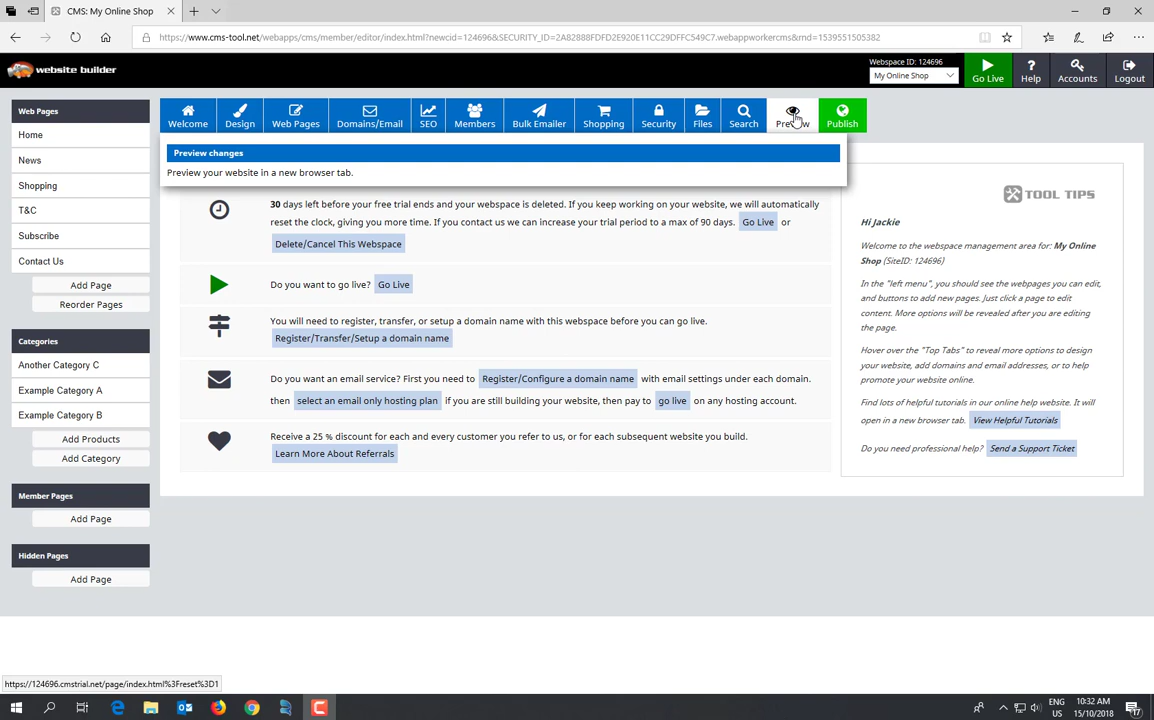 CMS: My Online Shop
https://www.cms-tool.net/webapps/cms/member/editor/index.html?newcid=124696&SECURITY_ID=2A82888FDFD2E920E11CC29DFFC549C7.webappworkercms&rnd=1539551505382
website builder
Webspace ID: 124696
My Online Shop
Go Live
Help
Accounts
Logout
Web Pages
Home
News
Shopping
T&C
Subscribe
Contact Us
Add Page
Reorder Pages
Categories
Another Category C
Example Category A
Example Category B
Add Products
Add Category
Member Pages
Add Page
Hidden Pages
Add Page
Welcome
Design
Web Pages
Domains/Email
SEO
Members
Bulk Emailer
Shopping
Security
Files
Search
Preview
Publish
Preview changes
Preview your website in a new browser tab.
30 days left before your free trial ends and your webspace is deleted. If you keep working on your website, we will automatically
reset the clock, giving you more time. If you contact us we can increase your trial period to a max of 90 days. Go Live or
Delete/Cancel This Webspace
Do you want to go live? Go Live
You will need to register, transfer, or setup a domain name with this webspace before you can go live.
Register/Transfer/Setup a domain name
Do you want an email service? First you need to Register/Configure a domain name with email settings under each domain.
then select an email only hosting plan if you are still building your website, then pay to go live on any hosting account.
Receive a 25 % discount for each and every customer you refer to us, or for each subsequent website you build.
Learn More About Referrals
TOOL TIPS
Hi Jackie
Welcome to the webspace management area for: My Online
Shop (SiteID: 124696)
In the "left menu", you should see the webpages you can edit,
and buttons to add new pages. Just click a page to edit
content. More options will be revealed after you are editing
the page.
Hover over the "Top Tabs" to reveal more options to design
your website, add domains and email addresses, or to help
promote your website online.
Find lots of helpful tutorials in our online help website. It will
open in a new browser tab. View Helpful Tutorials
Do you need professional help? Send a Support Ticket
https://124696.cmstrial.net/page/index.html%3Freset%3D1
ENG
US
10:32 AM
15/10/2018
17